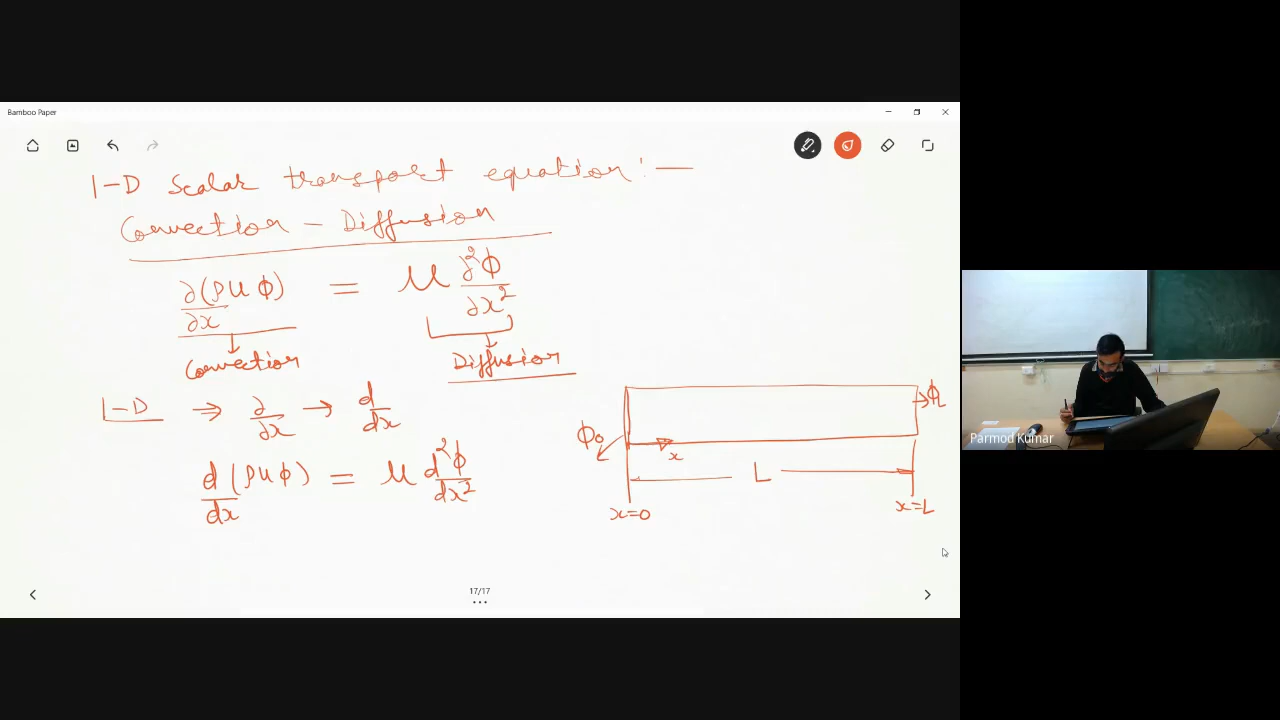 Bamboo Paper
1-D Scalar transport equation:—
Convection – Diffusion
∂(ρuϕ)/∂x = μ ∂²ϕ/∂x²
Convection Diffusion
1-D ⇒ ∂/∂x → d/dx
d/dx (ρuϕ) = μ d²ϕ/dx²
ϕ₀ x ϕL
L
x=0 x=L
17/17
Parmod Kumar